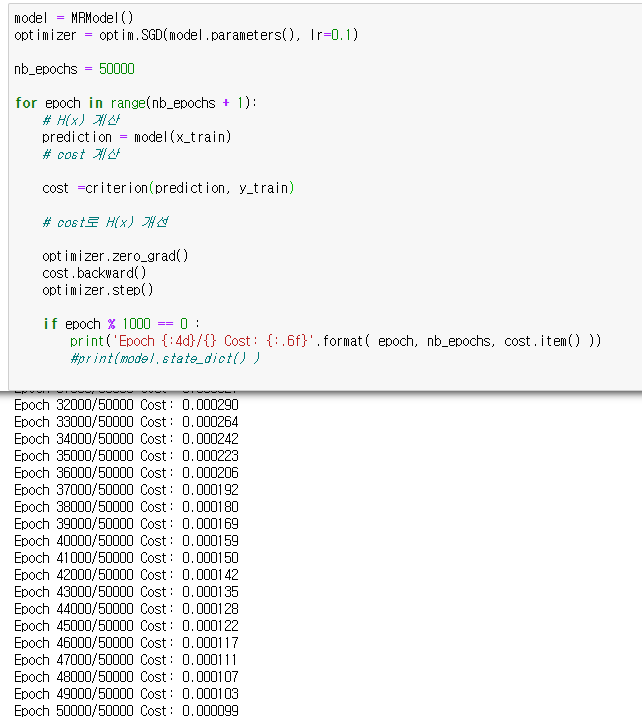 model = MRModel()
optimizer = optim.SGD(model.parameters(), lr=0.1)
nb_epochs = 50000
for epoch in range(nb_epochs + 1):
# H(x) 계산
prediction = model(x_train)
# cost 계산
cost =criterion(prediction, y_train)
# cost로 H(x) 개선
optimizer.zero_grad()
cost.backward()
optimizer.step()
if epoch % 1000 == 0 :
print('Epoch {:4d}/{} Cost: {:.6f}'.format( epoch, nb_epochs, cost.item() ))
#print(model.state_dict() )
Epoch 32000/50000 Cost: 0.000290
Epoch 33000/50000 Cost: 0.000264
Epoch 34000/50000 Cost: 0.000242
Epoch 35000/50000 Cost: 0.000223
Epoch 36000/50000 Cost: 0.000206
Epoch 37000/50000 Cost: 0.000192
Epoch 38000/50000 Cost: 0.000180
Epoch 39000/50000 Cost: 0.000169
Epoch 40000/50000 Cost: 0.000159
Epoch 41000/50000 Cost: 0.000150
Epoch 42000/50000 Cost: 0.000142
Epoch 43000/50000 Cost: 0.000135
Epoch 44000/50000 Cost: 0.000128
Epoch 45000/50000 Cost: 0.000122
Epoch 46000/50000 Cost: 0.000117
Epoch 47000/50000 Cost: 0.000111
Epoch 48000/50000 Cost: 0.000107
Epoch 49000/50000 Cost: 0.000103
Epoch 50000/50000 Cost: 0.000099